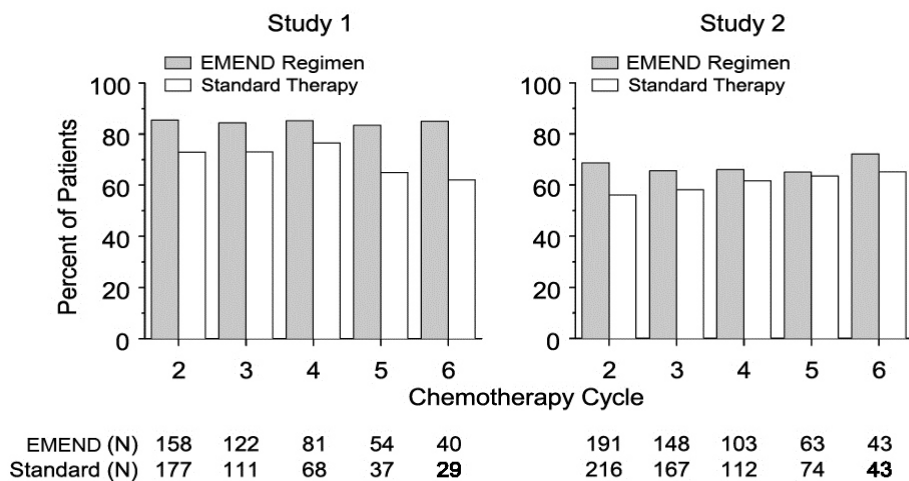 Study 1
EMEND Regimen
Standard Therapy
Percent of Patients
100
80
60
40
20
0
2 3 4 5 6
Study 2
EMEND Regimen
Standard Therapy
100
80
60
40
20
0
2 3 4 5 6
Chemotherapy Cycle
EMEND (N) 158 122 81 54 40 191 148 103 63 43
Standard (N) 177 111 68 37 29 216 167 112 74 43